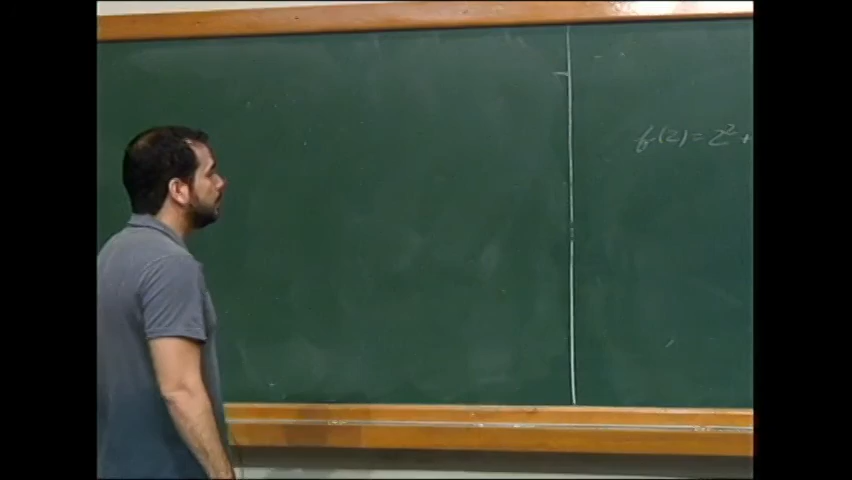 f(z) = z² +